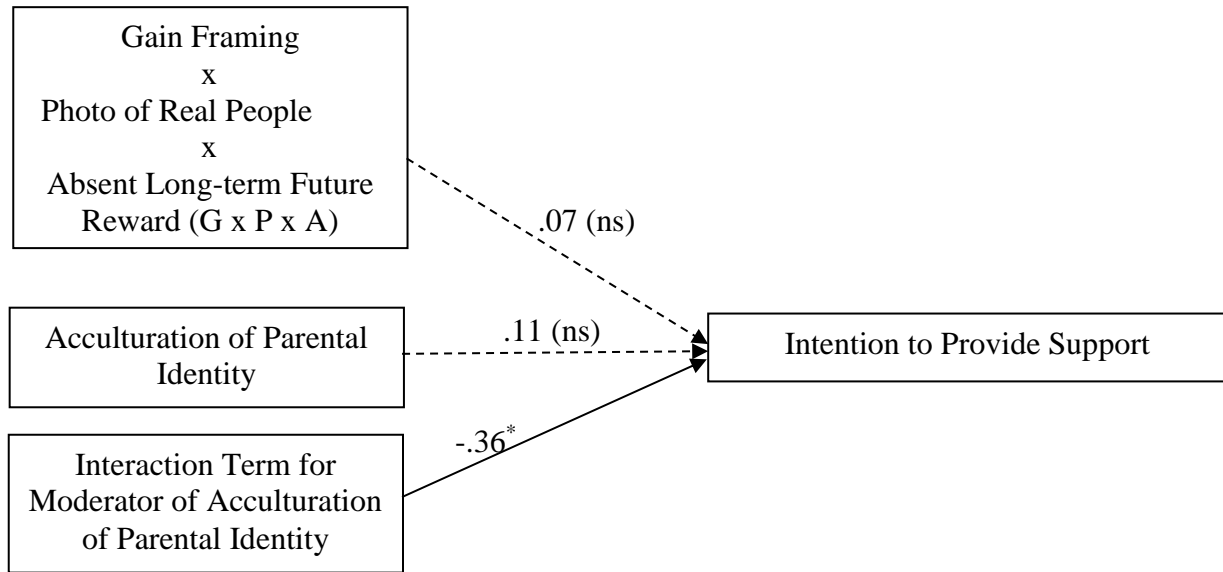 Gain Framing
x
Photo of Real People
x
Absent Long-term Future
Reward (G x P x A)
.07 (ns)
Acculturation of Parental
Identity
.11 (ns)
Intention to Provide Support
-.36*
Interaction Term for
Moderator of Acculturation
of Parental Identity